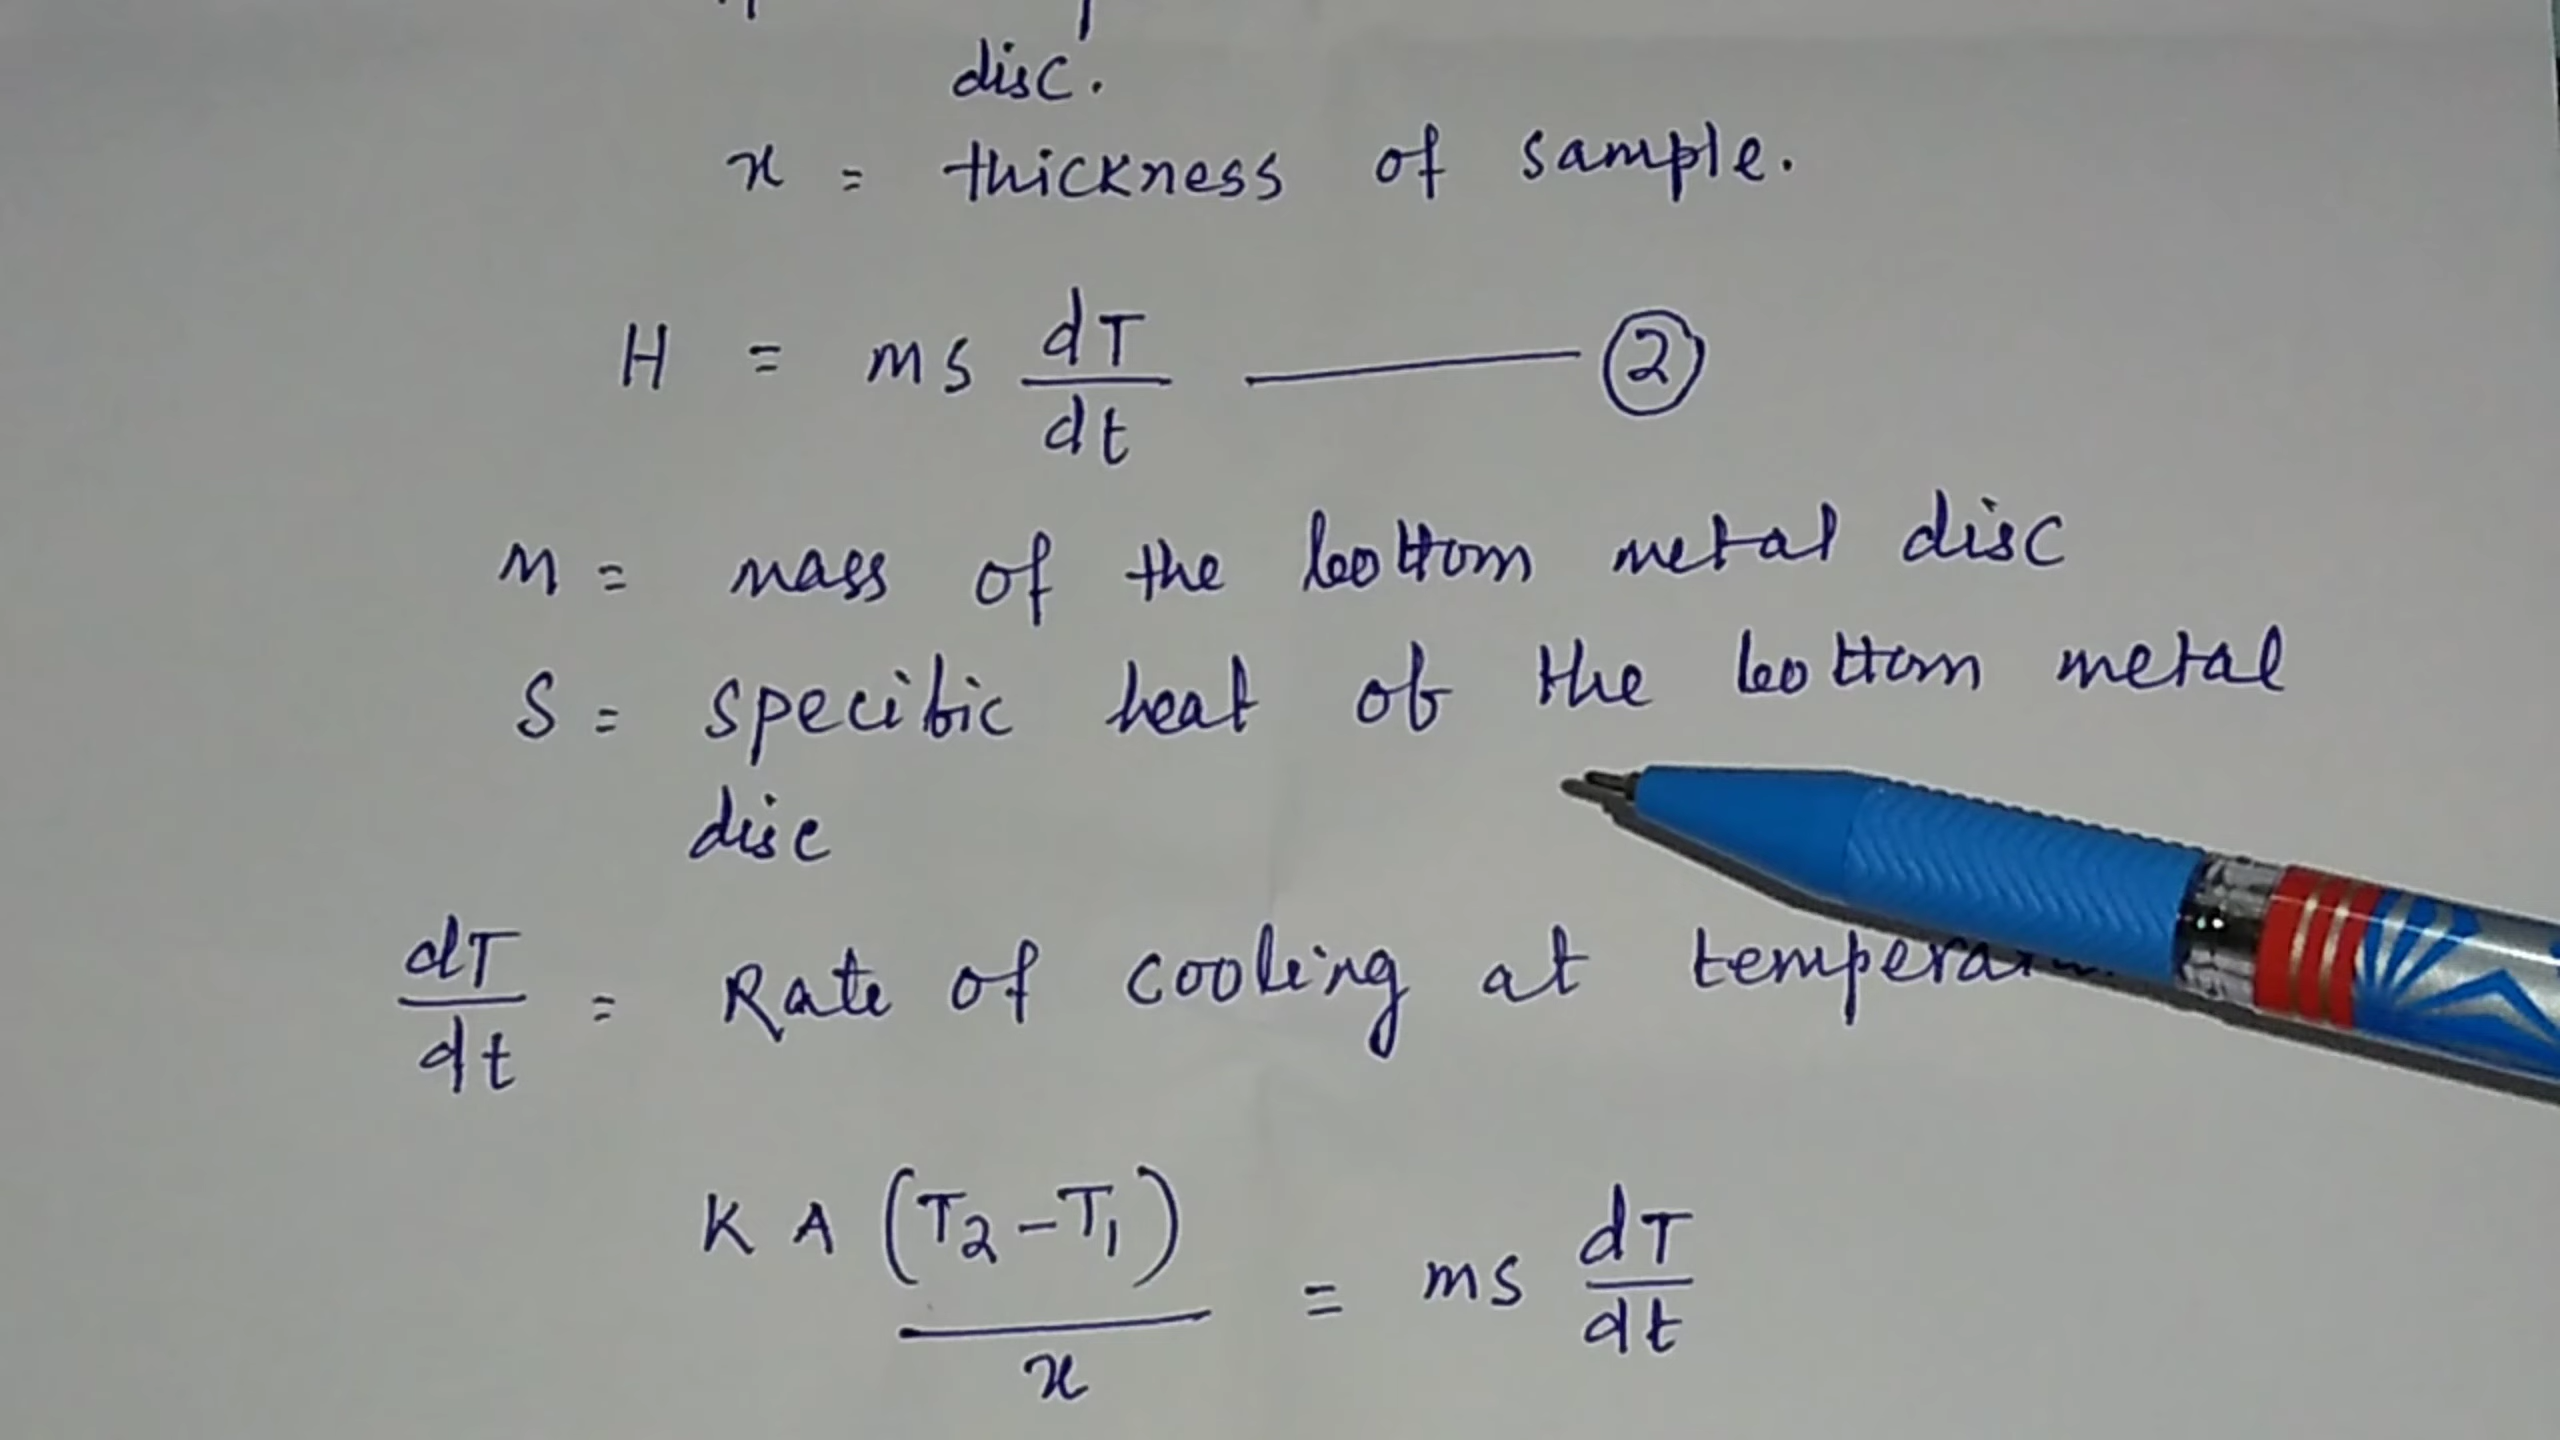 disc.
x = thickness of sample.
H = ms dT/dt ——— ②
m = mass of the bottom metal disc
S = specific heat of the bottom metal
disc
dT/dt = Rate of cooling at
K A (T₂-T₁)/x = ms dT/dt